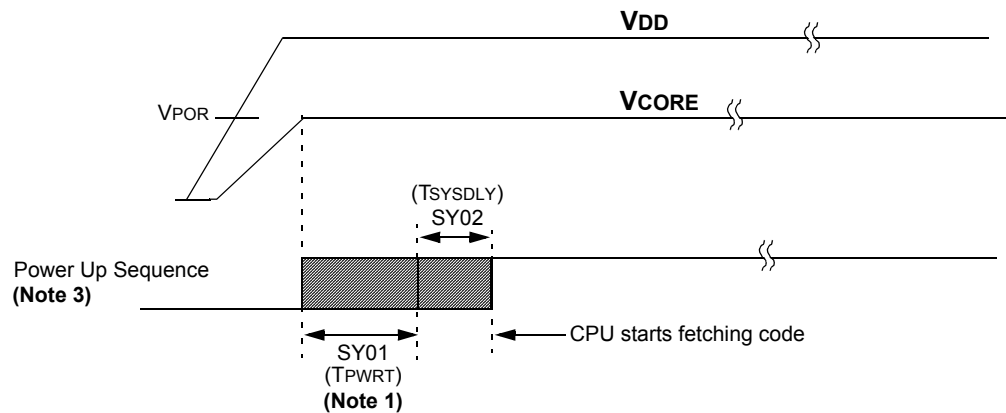 VDD
VPOR
VCORE
(TSYSDLY)
SY02
Power Up Sequence
(Note 3)
CPU starts fetching code
SY01
(TPWRT)
(Note 1)